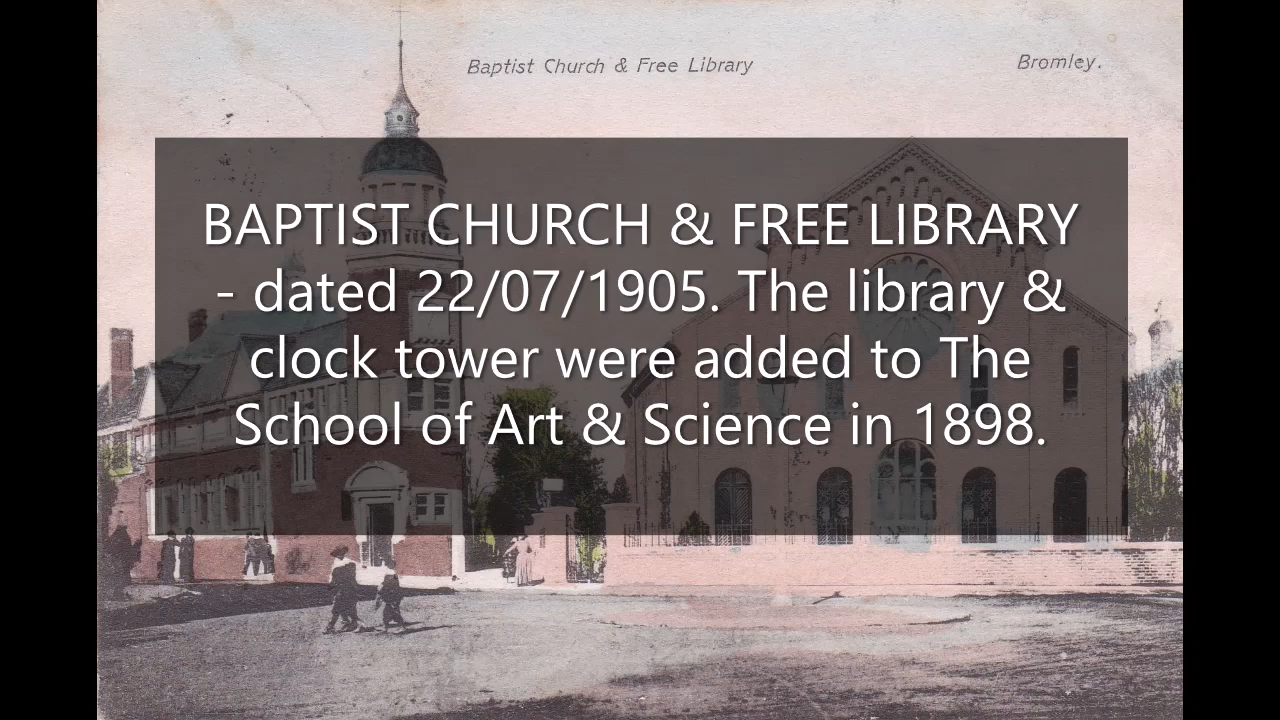 Baptist Church & Free Library
Bromley.
BAPTIST CHURCH & FREE LIBRARY
- dated 22/07/1905. The library &
clock tower were added to The
School of Art & Science in 1898.